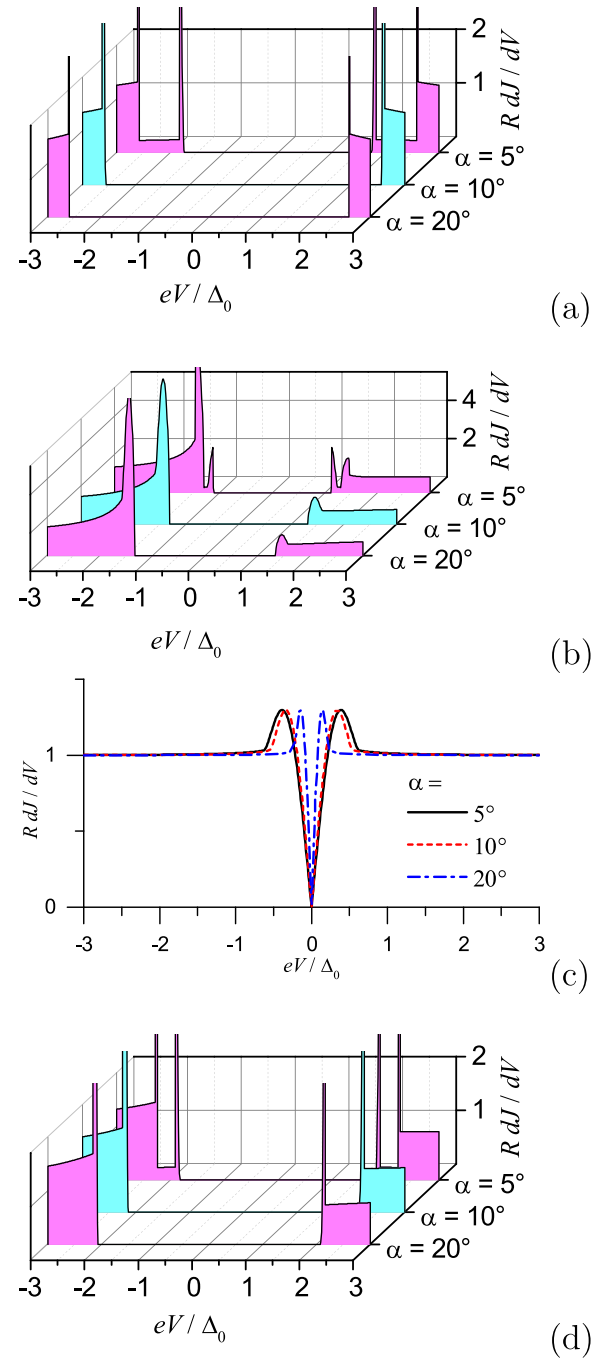 2
1
R dJ / dV
α = 5°
α = 10°
α = 20°
-3 -2 -1 0 1 2 3
eV / Δ₀
(a)
4
2
R dJ / dV
α = 5°
α = 10°
α = 20°
-3 -2 -1 0 1 2 3
eV / Δ₀
(b)
R dJ / dV
1
0
α =
5°
10°
20°
-3 -2 -1 0 1 2 3
eV / Δ₀
(c)
2
1
R dJ / dV
α = 5°
α = 10°
α = 20°
-3 -2 -1 0 1 2 3
eV / Δ₀
(d)